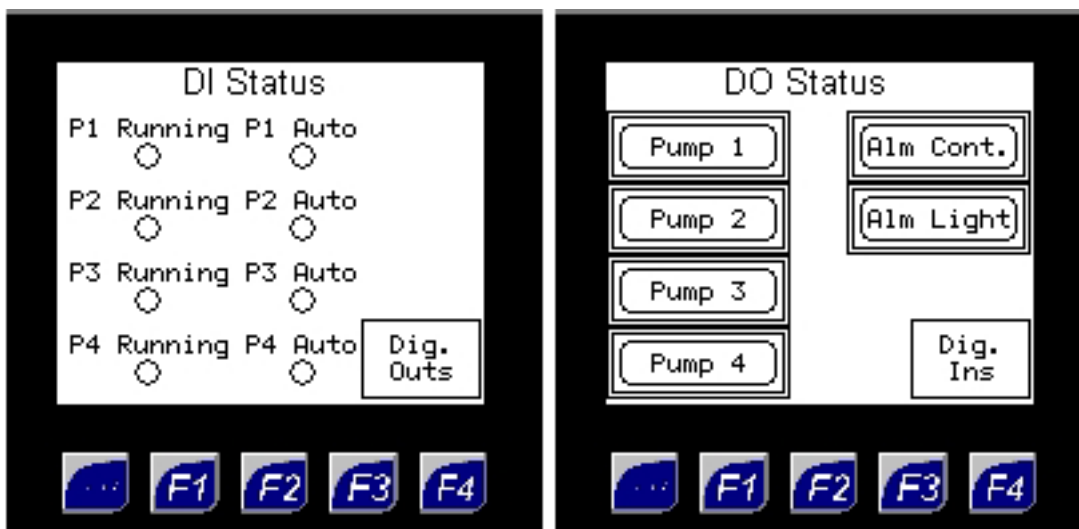 DI Status
P1 Running P1 Auto
P2 Running P2 Auto
P3 Running P3 Auto
P4 Running P4 Auto
Dig.
Outs
... F1 F2 F3 F4
DO Status
Pump 1
Alm Cont.
Pump 2
Alm Light
Pump 3
Pump 4
Dig.
Ins
... F1 F2 F3 F4